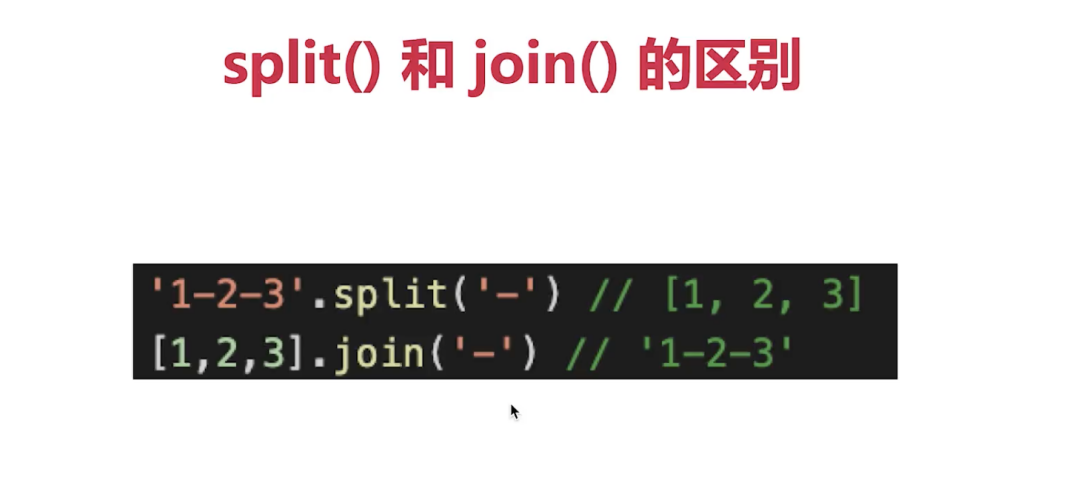 split() 和 join() 的区别
'1-2-3'.split('-') // [1, 2, 3]
[1,2,3].join('-') // '1-2-3'